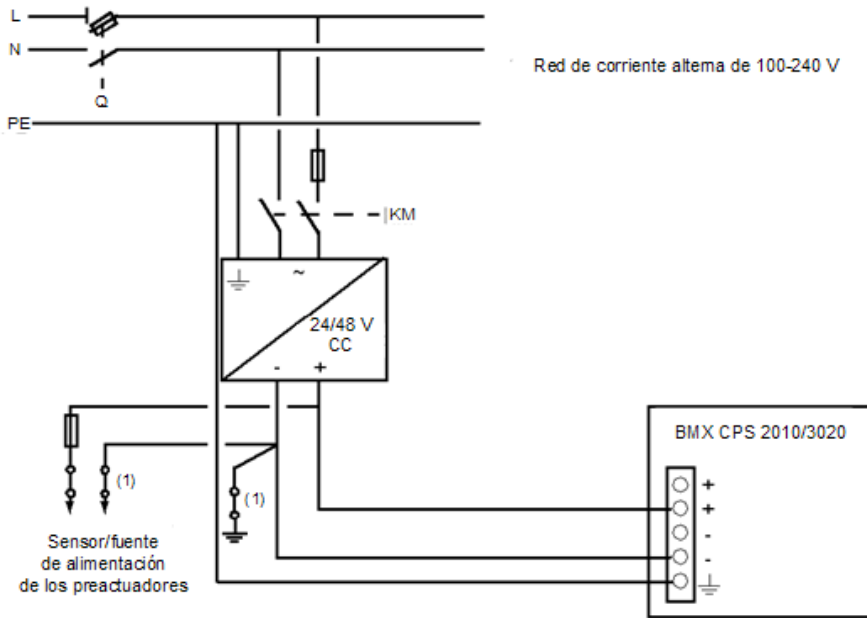 L
N
Q
Red de corriente alterna de 100-240 V
PE
|KM
~
24/48 V
CC
- +
BMX CPS 2010/3020
+
+
-
-
(1)
(1)
Sensor/fuente
de alimentación
de los preactuadores